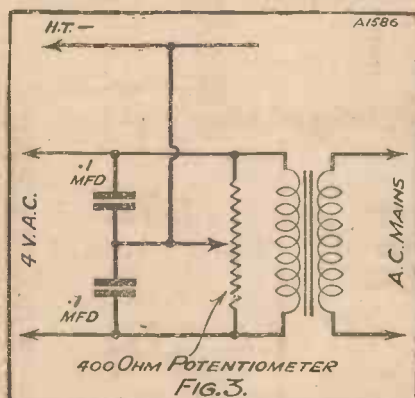 A1586
H.T.—
.1
MFD
4 V. A.C.
A.C. MAINS
.1
MFD
400 OHM POTENTIOMETER
FIG. 3.